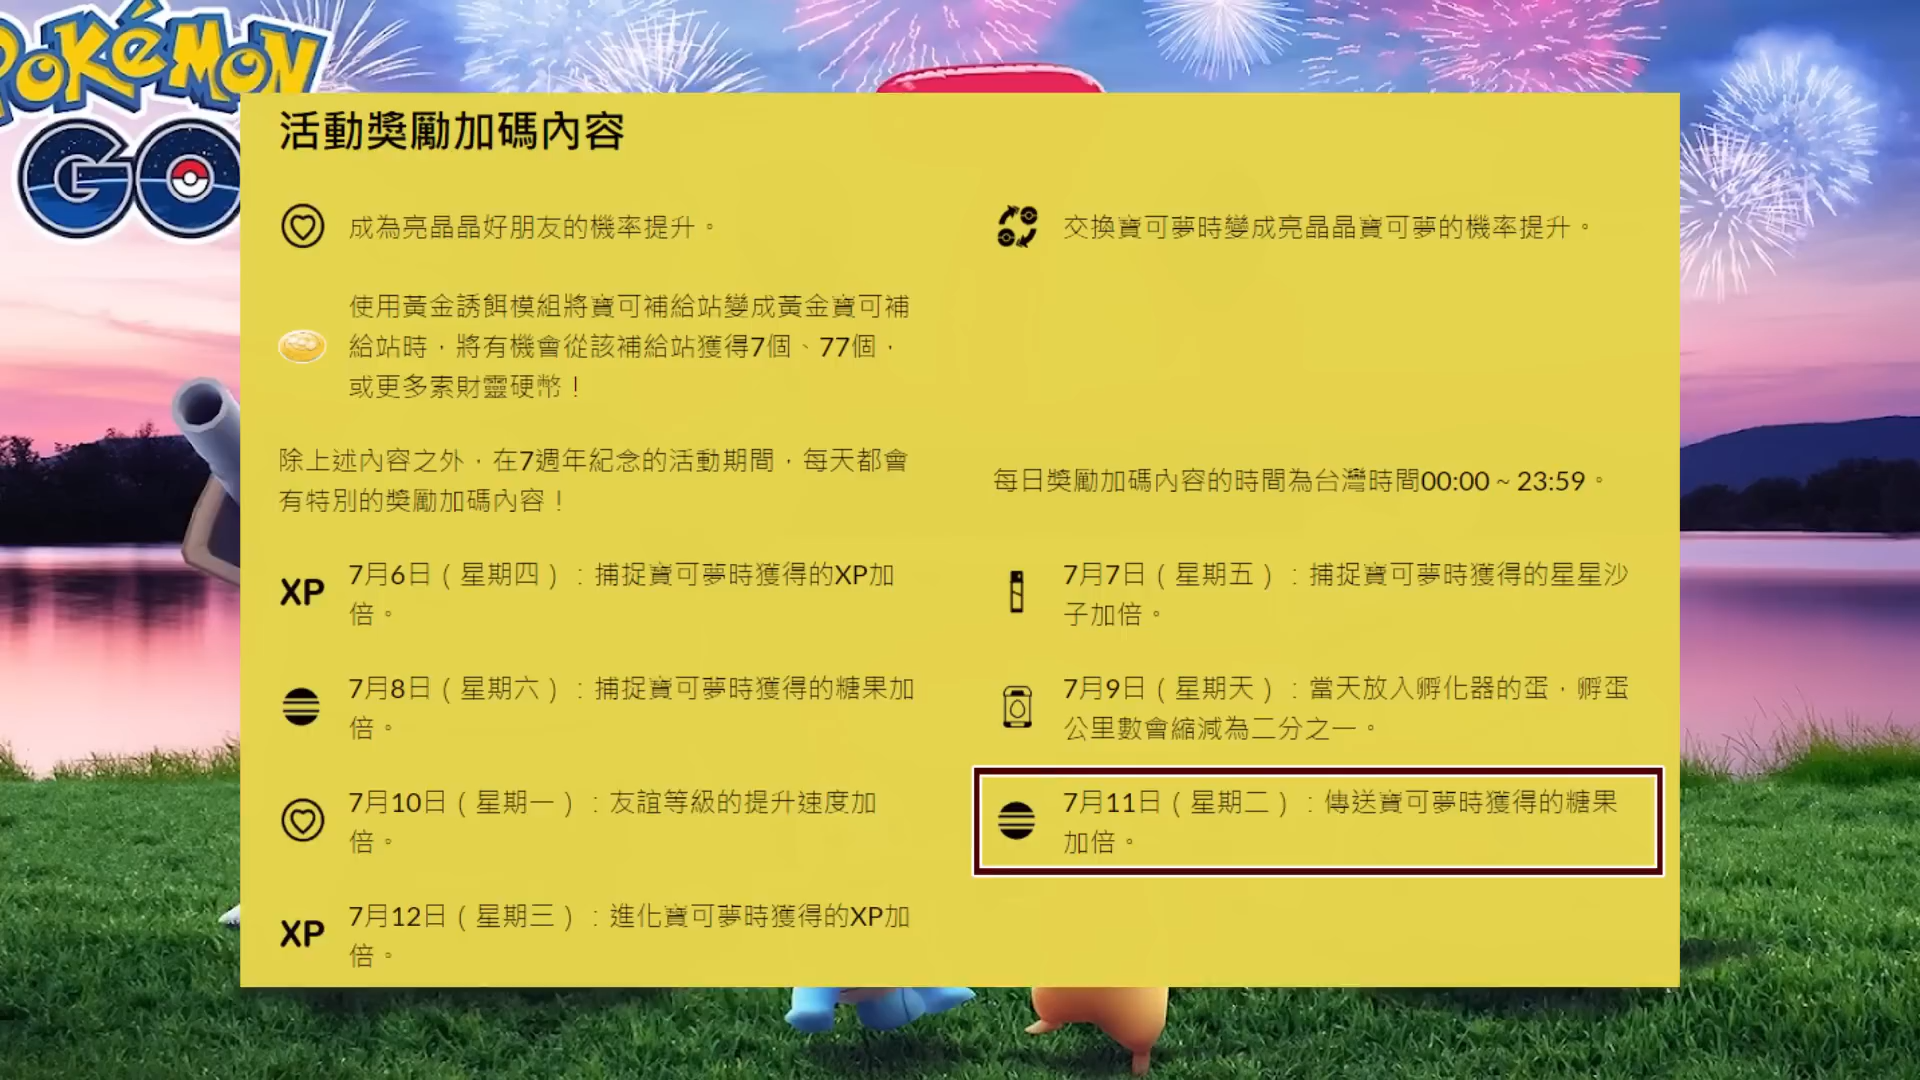 POKÉMON
GO
活動獎勵加碼內容
成為亮晶晶好朋友的機率提升。
交換寶可夢時變成亮晶晶寶可夢的機率提升。
使用黃金誘餌模組將寶可補給站變成黃金寶可補
給站時，將有機會從該補給站獲得7個、77個，
或更多索財靈硬幣！
除上述內容之外，在7週年紀念的活動期間，每天都會
有特別的獎勵加碼內容！
每日獎勵加碼內容的時間為台灣時間00:00 ~ 23:59。
XP
7月6日（星期四）：捕捉寶可夢時獲得的XP加
倍。
7月7日（星期五）：捕捉寶可夢時獲得的星星沙
子加倍。
7月8日（星期六）：捕捉寶可夢時獲得的糖果加
倍。
7月9日（星期天）：當天放入孵化器的蛋，孵蛋
公里數會縮減為二分之一。
7月10日（星期一）：友誼等級的提升速度加
倍。
7月11日（星期二）：傳送寶可夢時獲得的糖果
加倍。
XP
7月12日（星期三）：進化寶可夢時獲得的XP加
倍。